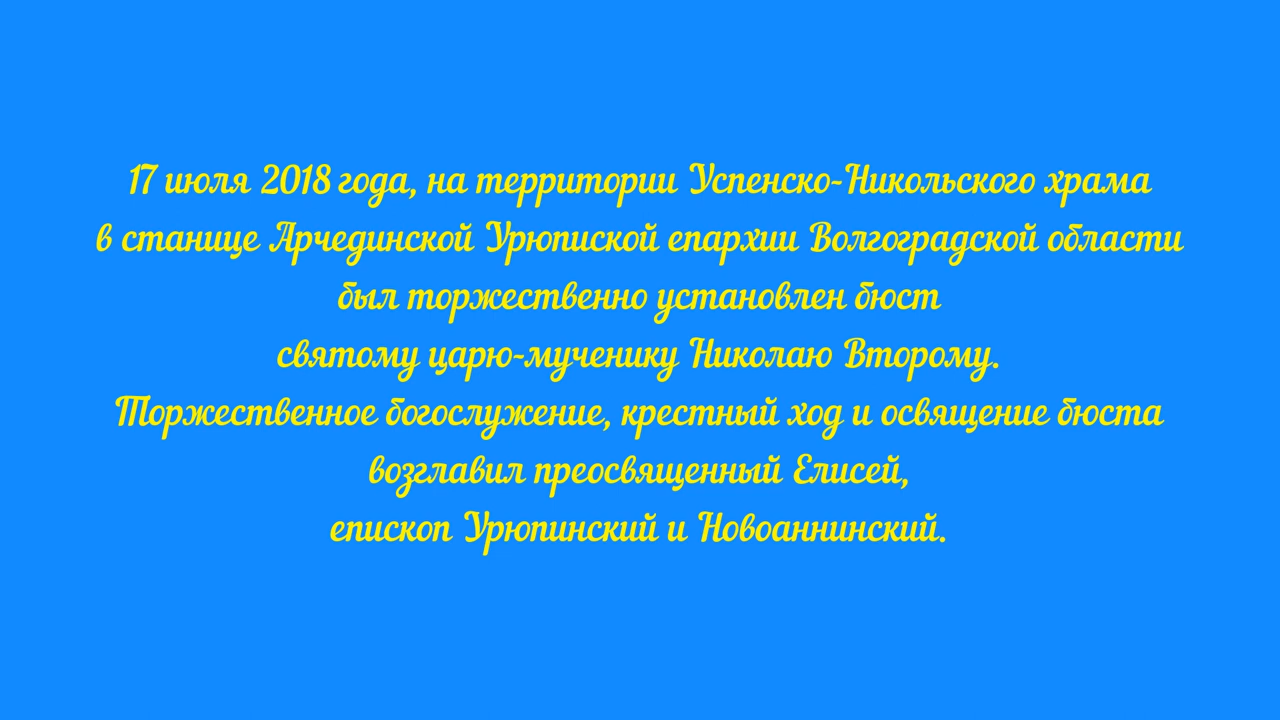 17 июля 2018 года, на территории Успенско-Никольского храма
в станице Арчединской Урюпиской епархии Волгоградской области
был торжественно установлен бюст
святому царю-мученику Николаю Второму.
Торжественное богослужение, крестный ход и освящение бюста
возглавил преосвященный Елисей,
епископ Урюпинский и Новоаннинский.